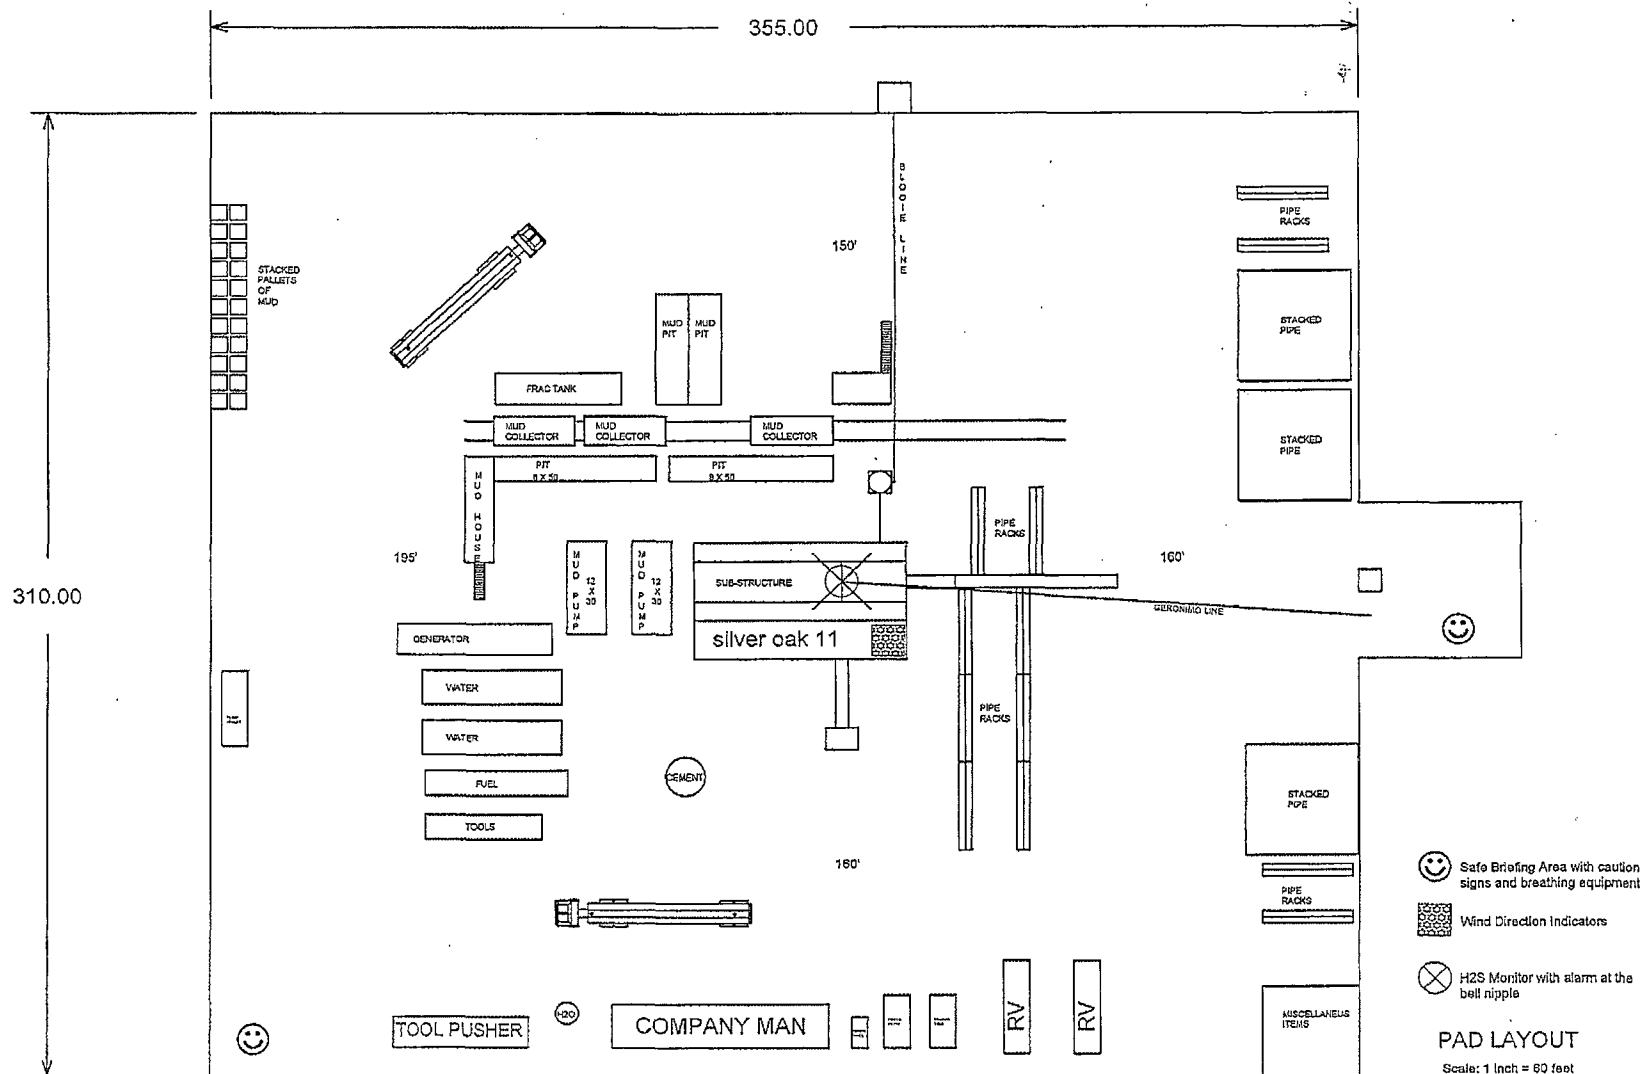 355.00
310.00
BLOOIE LINE
150'
PIPE
RACKS
STACKED
PALLETS
OF
MUD
MUD
PIT
MUD
PIT
STACKED
PIPE
FRAC TANK
MUD
COLLECTOR
MUD
COLLECTOR
MUD
COLLECTOR
STACKED
PIPE
PIT
8 X 50
PIT
8 X 50
MUD HOUSE
PIPE
RACKS
195'
MUD PUMP
12
X
30
MUD PUMP
12
X
30
SUB-STRUCTURE
160'
GERONIMO LINE
silver oak 11
GENERATOR
WATER
WATER
PIPE
RACKS
FUEL
CEMENT
TOOLS
STACKED
PIPE
160'
PIPE
RACKS
Safe Briefing Area with caution
signs and breathing equipment
Wind Direction Indicators
H2S Monitor with alarm at the
bell nipple
TOOL PUSHER
H2O
COMPANY MAN
RV
RV
MISCELLANEUS
ITEMS
PAD LAYOUT
Scale: 1 Inch = 60 feet